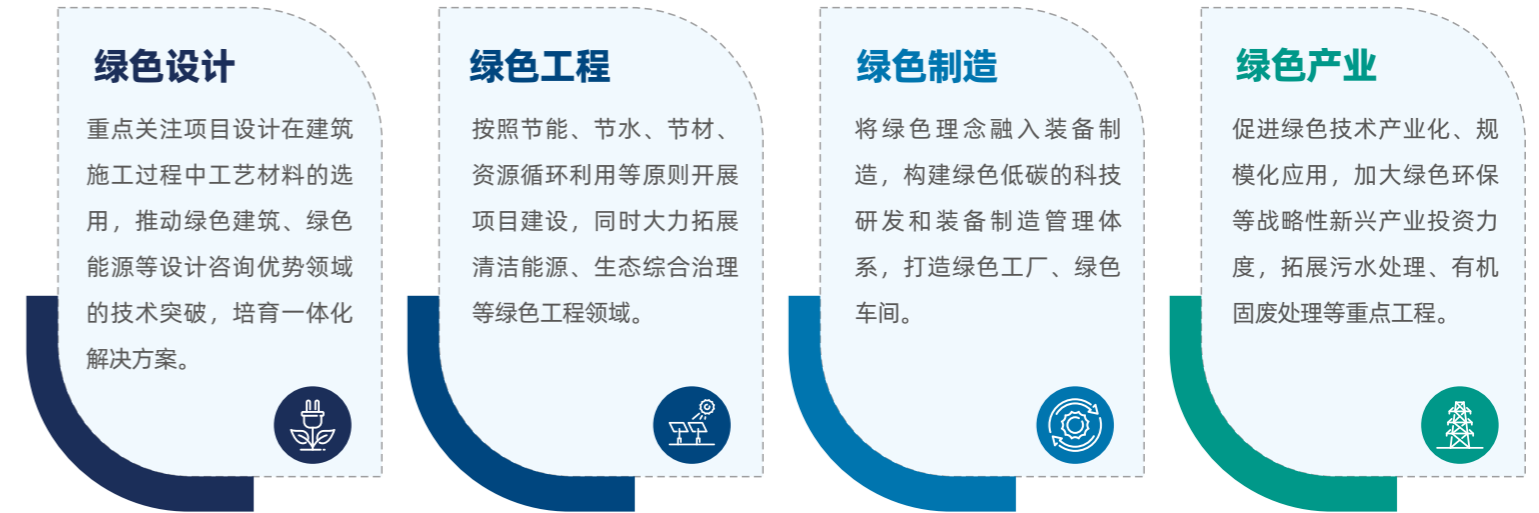 绿色设计
重点关注项目设计在建筑
施工过程中工艺材料的选
用，推动绿色建筑、绿色
能源等设计咨询优势领域
的技术突破，培育一体化
解决方案。
绿色工程
按照节能、节水、节材、
资源循环利用等原则开展
项目建设，同时大力拓展
清洁能源、生态综合治理
等绿色工程领域。
绿色制造
将绿色理念融入装备制
造，构建绿色低碳的科技
研发和装备制造管理体
系，打造绿色工厂、绿色
车间。
绿色产业
促进绿色技术产业化、规
模化应用，加大绿色环保
等战略性新兴产业投资力
度，拓展污水处理、有机
固废处理等重点工程。